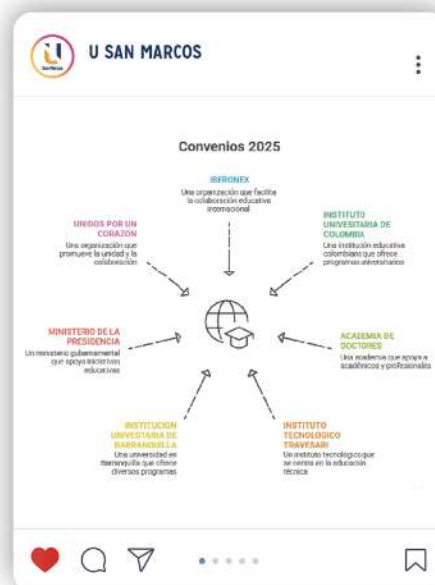 U SAN MARCOS
San Marcos
Convenios 2025
IBERONEX
Una organización que facilita
la colaboración educativa
internacional
UNIDOS POR UN
CORAZON
Una organización que
promueve la unidad y la
colaboración
INSTITUTO
UNIVESITARIA DE
COLOMBIA
Una institución educativa
colombiana que ofrece
programas universitarios
MINISTERIO DE LA
PRESIDENCIA
Un ministerio gubernamental
que apoya iniciativas
educativas
ACADEMIA DE
DOCTORES
Una academia que apoya a
académicos y profesionales
INSTITUCION
UNIVESTARIA DE
BARRANQUILLA
Una universidad en
Barranquilla que ofrece
diversos programas
INSTITUTO
TECNOLOGICO
TRAVESARI
Un instituto tecnológico que
se centra en la educación
técnica